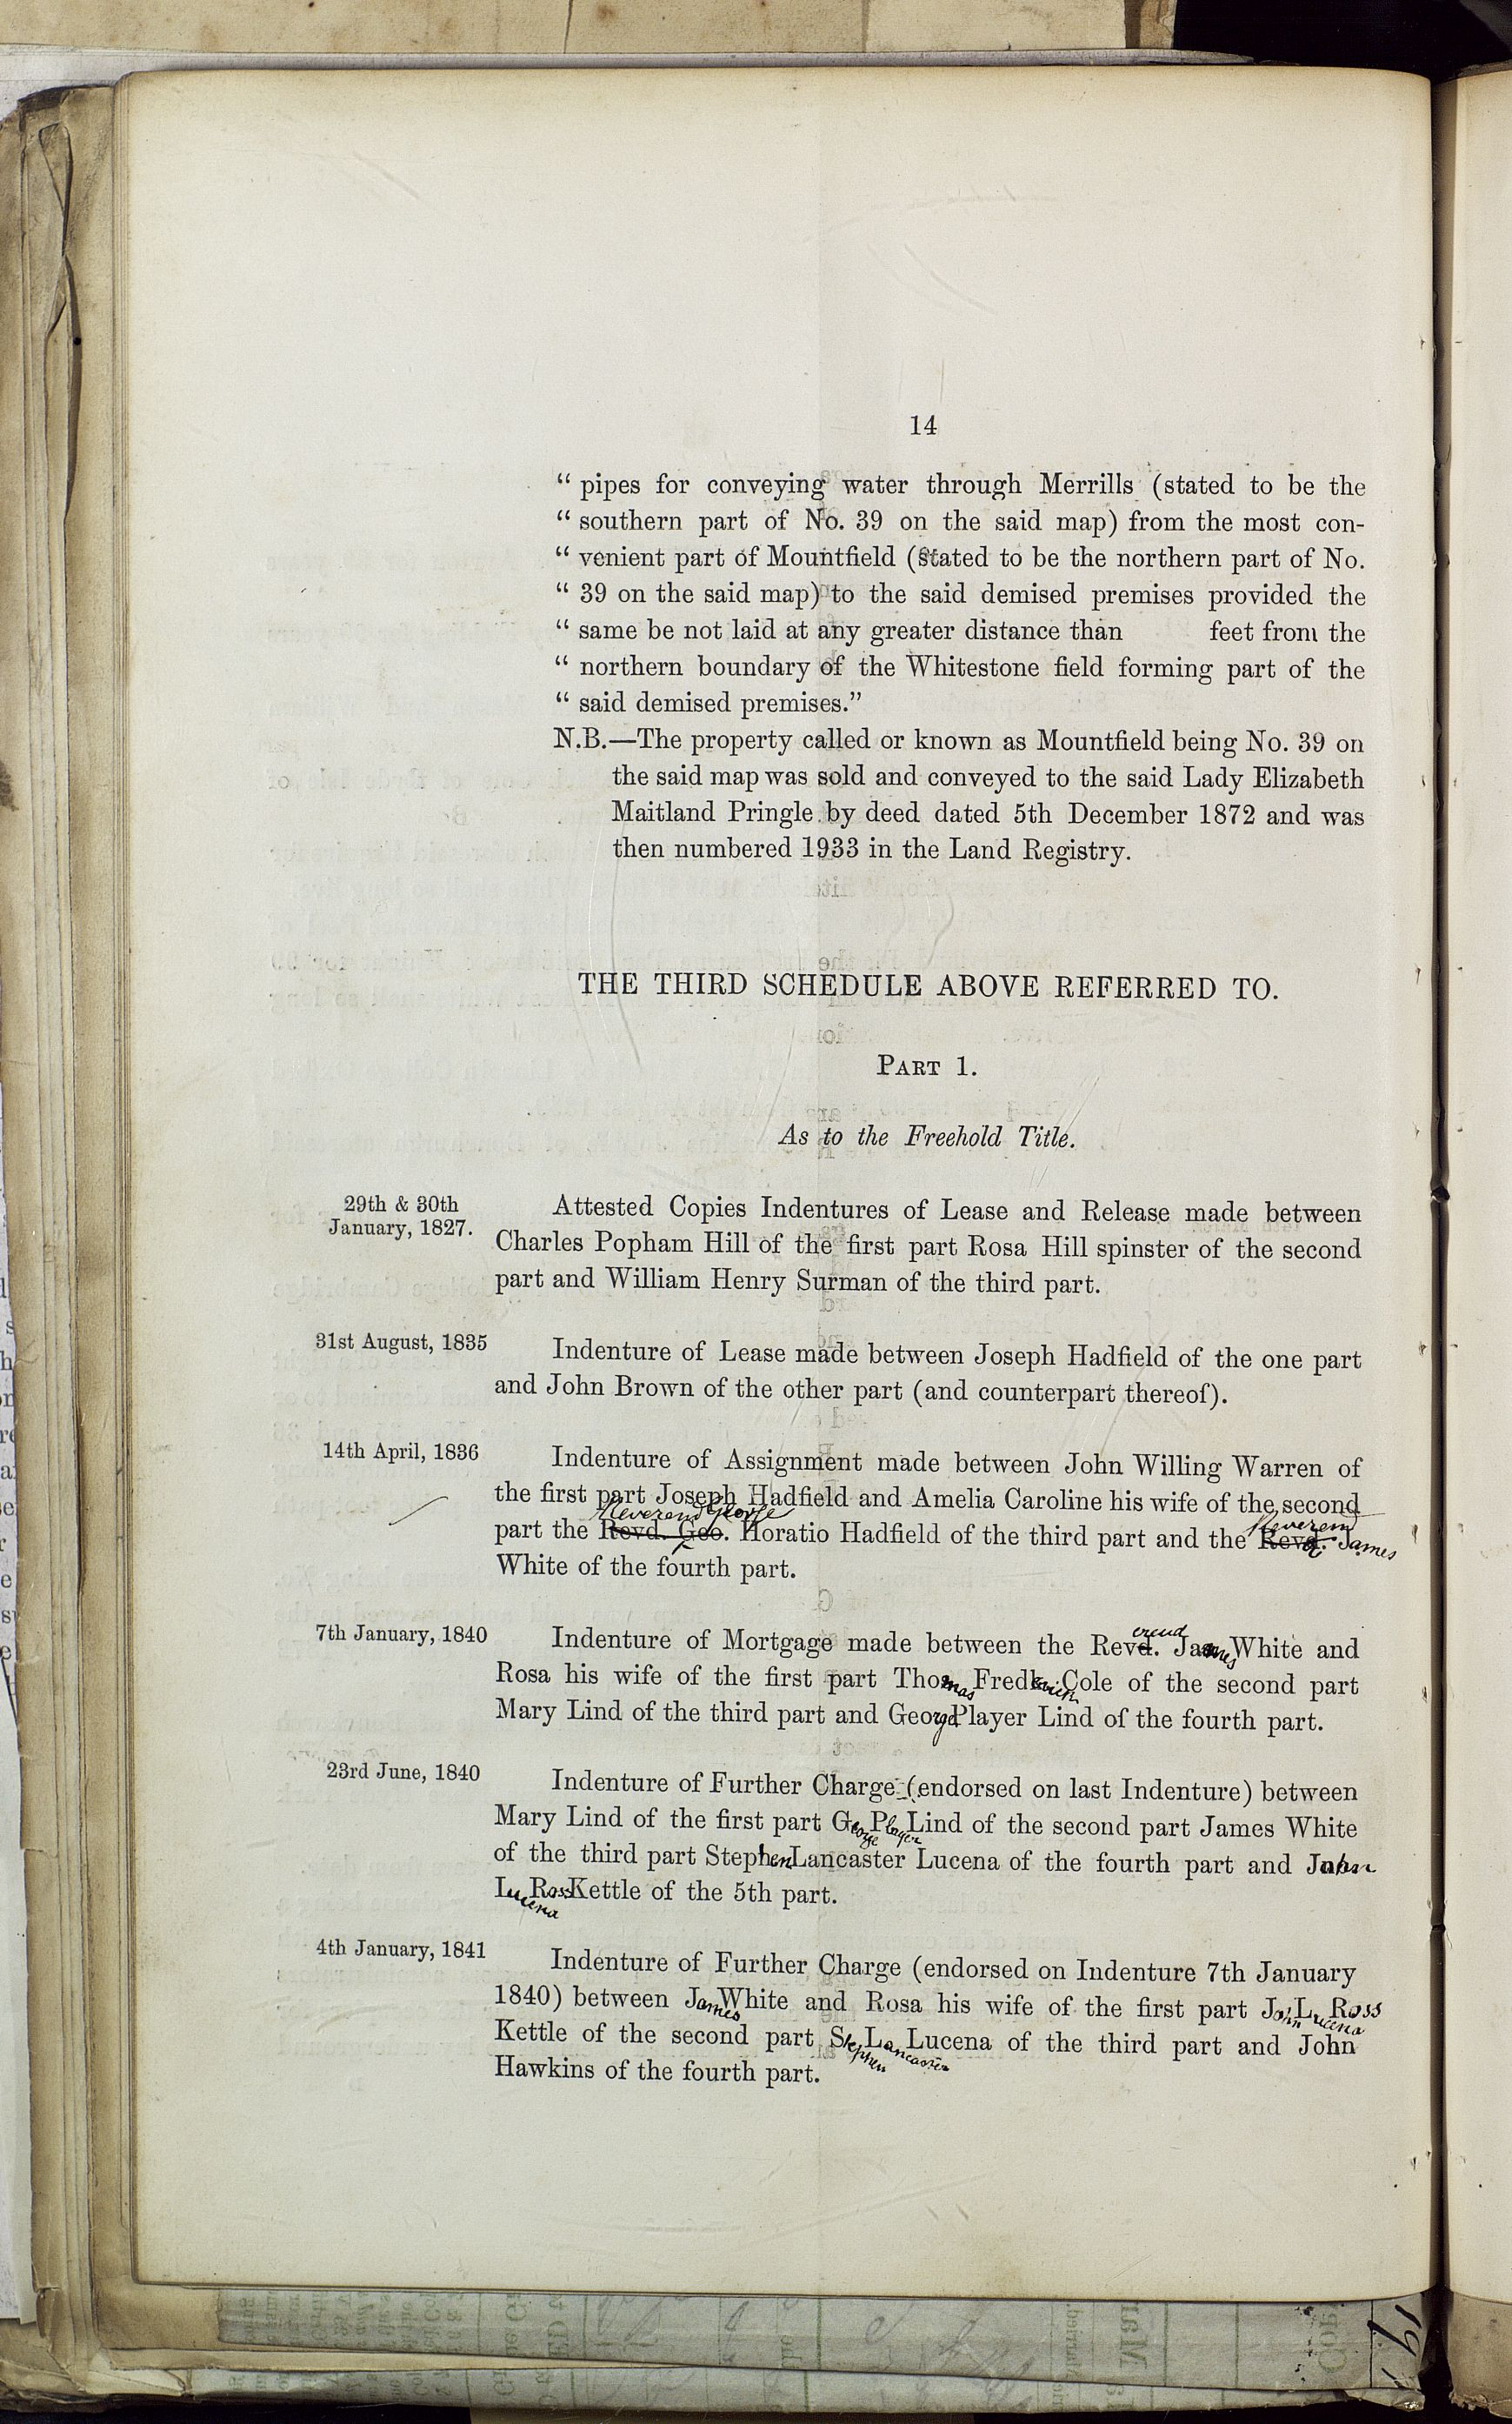 14
“ pipes for conveying water through Merrills (stated to be the
“ southern part of No. 39 on the said map) from the most con-
“ venient part of Mountfield (stated to be the northern part of No.
“ 39 on the said map) to the said demised premises provided the
“ same be not laid at any greater distance than feet from the
“ northern boundary of the Whitestone field forming part of the
“ said demised premises.”
N.B.—The property called or known as Mountfield being No. 39 on
the said map was sold and conveyed to the said Lady Elizabeth
Maitland Pringle by deed dated 5th December 1872 and was
then numbered 1933 in the Land Registry.
THE THIRD SCHEDULE ABOVE REFERRED TO.
PART 1.
As to the Freehold Title.
29th & 30th
January, 1827.
Attested Copies Indentures of Lease and Release made between
Charles Popham Hill of the first part Rosa Hill spinster of the second
part and William Henry Surman of the third part.
31st August, 1835
Indenture of Lease made between Joseph Hadfield of the one part
and John Brown of the other part (and counterpart thereof).
14th April, 1836
Indenture of Assignment made between John Willing Warren of
the first part Joseph Hadfield and Amelia Caroline his wife of the second
Reverend George Reverend
part the Revd. Geo. Horatio Hadfield of the third part and the Revd. James
White of the fourth part.
7th January, 1840
Indenture of Mortgage made between the Reverend James White and
Rosa his wife of the first part Thomas Frederick Cole of the second part
Mary Lind of the third part and George Player Lind of the fourth part.
23rd June, 1840
Indenture of Further Charge (endorsed on last Indenture) between
Mary Lind of the first part George Player Lind of the second part James White
of the third part Stephen Lancaster Lucena of the fourth part and John
Lucena Ross Kettle of the 5th part.
4th January, 1841
Indenture of Further Charge (endorsed on Indenture 7th January
1840) between James White and Rosa his wife of the first part John Lucena Ross
Kettle of the second part Stephen Lancaster Lucena of the third part and John
Hawkins of the fourth part.